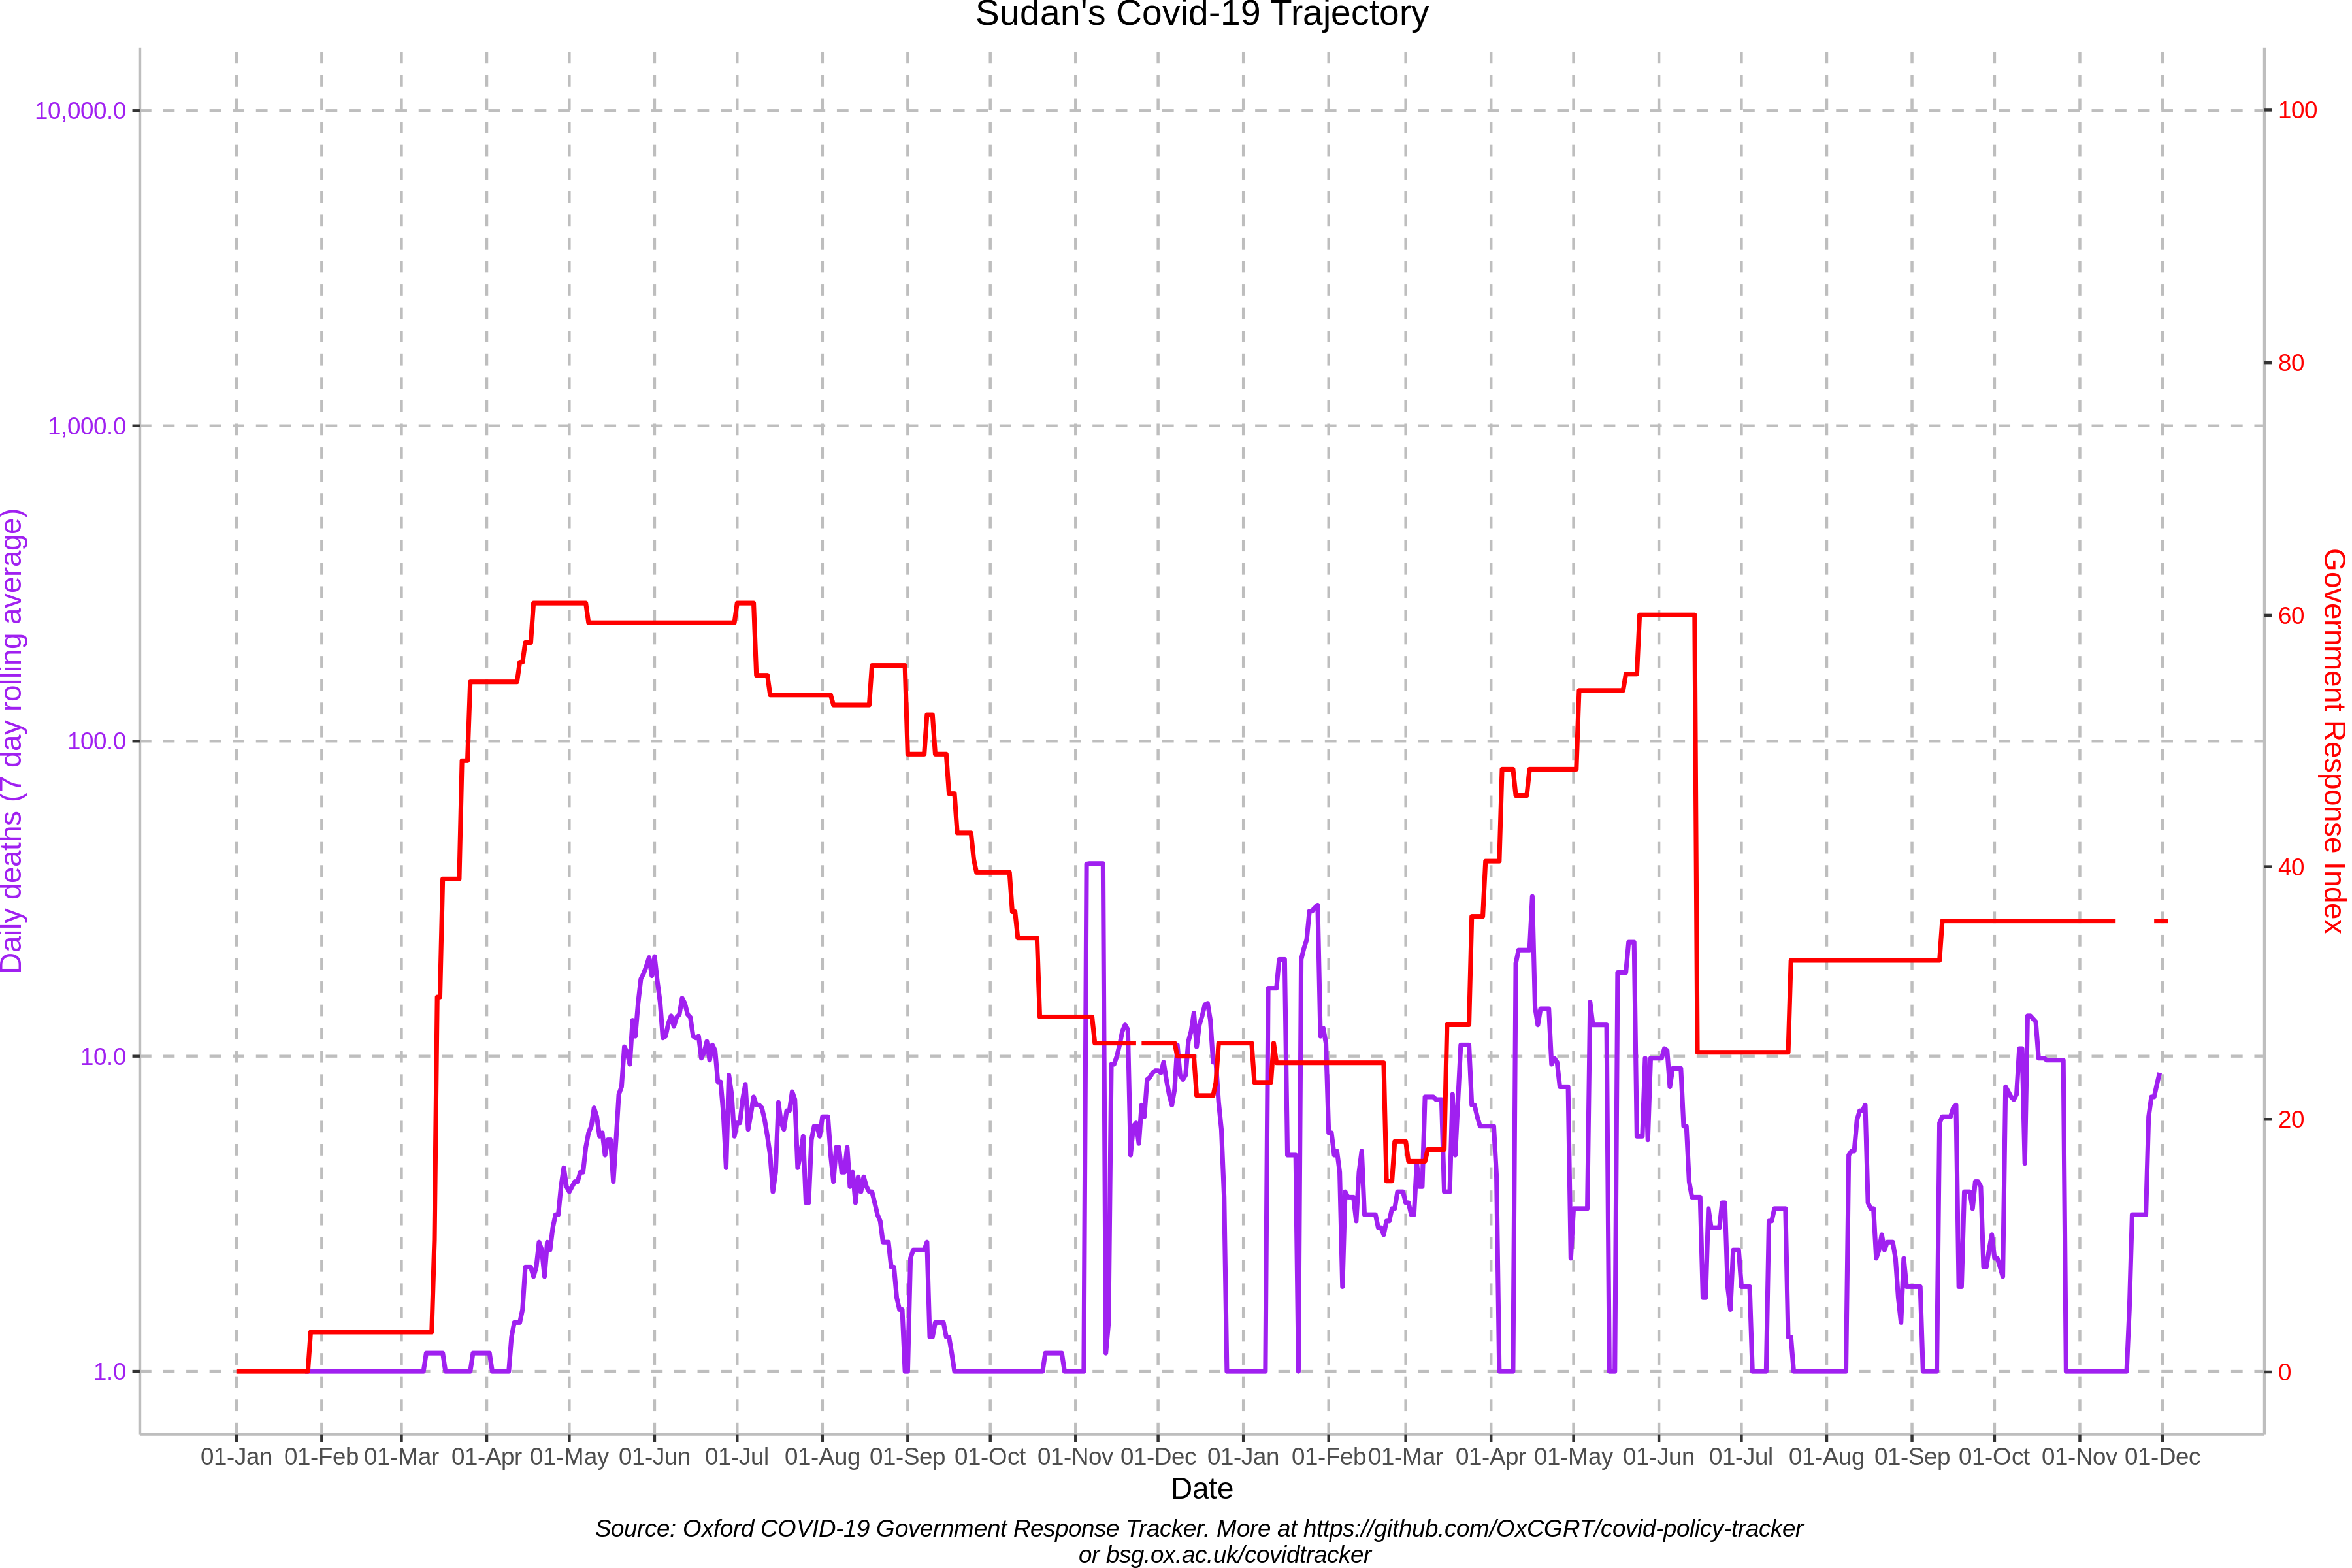 Sudan's Covid-19 Trajectory
10,000.0
1,000.0
100.0
10.0
1.0
Daily deaths (7 day rolling average)
100
80
60
40
20
0
Government Response Index
01-Jan 01-Feb 01-Mar 01-Apr 01-May 01-Jun 01-Jul 01-Aug 01-Sep 01-Oct 01-Nov 01-Dec 01-Jan 01-Feb 01-Mar 01-Apr 01-May 01-Jun 01-Jul 01-Aug 01-Sep 01-Oct 01-Nov 01-Dec
Date
Source: Oxford COVID-19 Government Response Tracker. More at https://github.com/OxCGRT/covid-policy-tracker
or bsg.ox.ac.uk/covidtracker